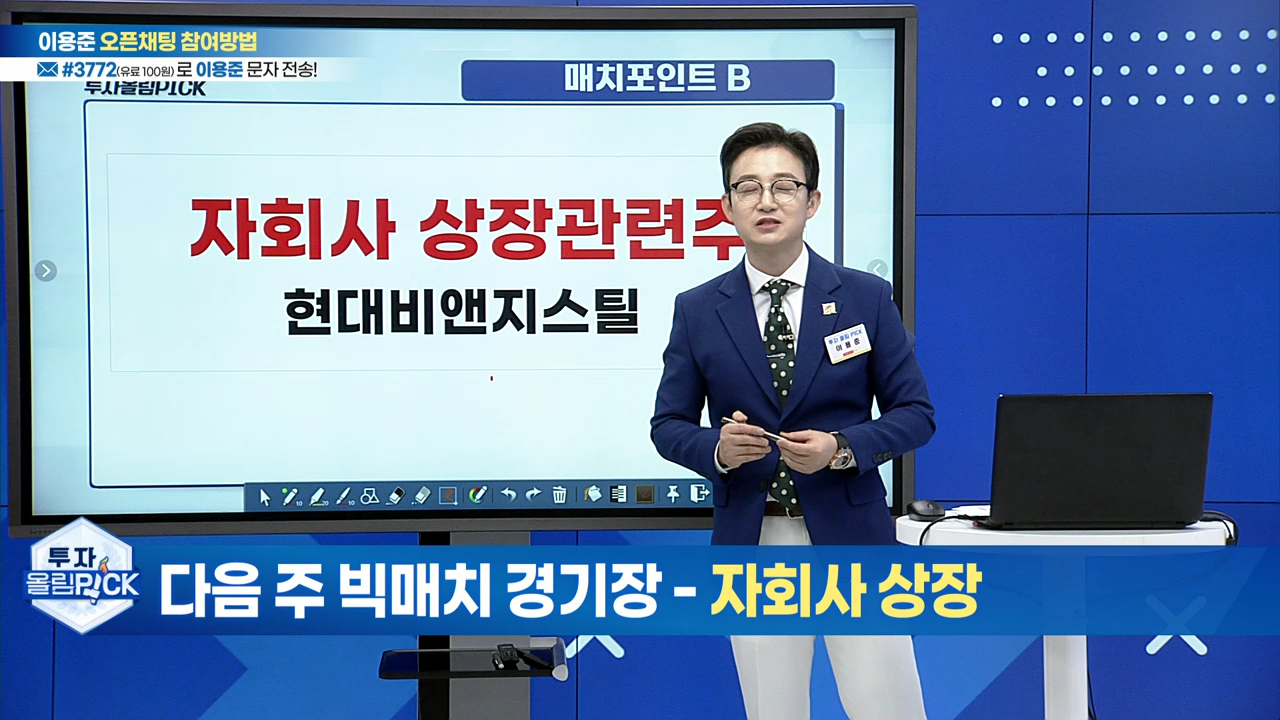 이용준 오픈채팅 참여방법
#3772(유료 100원) 로 이용준 문자 전송!
투자올림PICK
매치포인트 B
자회사 상장관련주
현대비앤지스틸
투자 올림 PICK
이 용 준
10
20
10
투자
올림PICK
다음 주 빅매치 경기장 - 자회사 상장